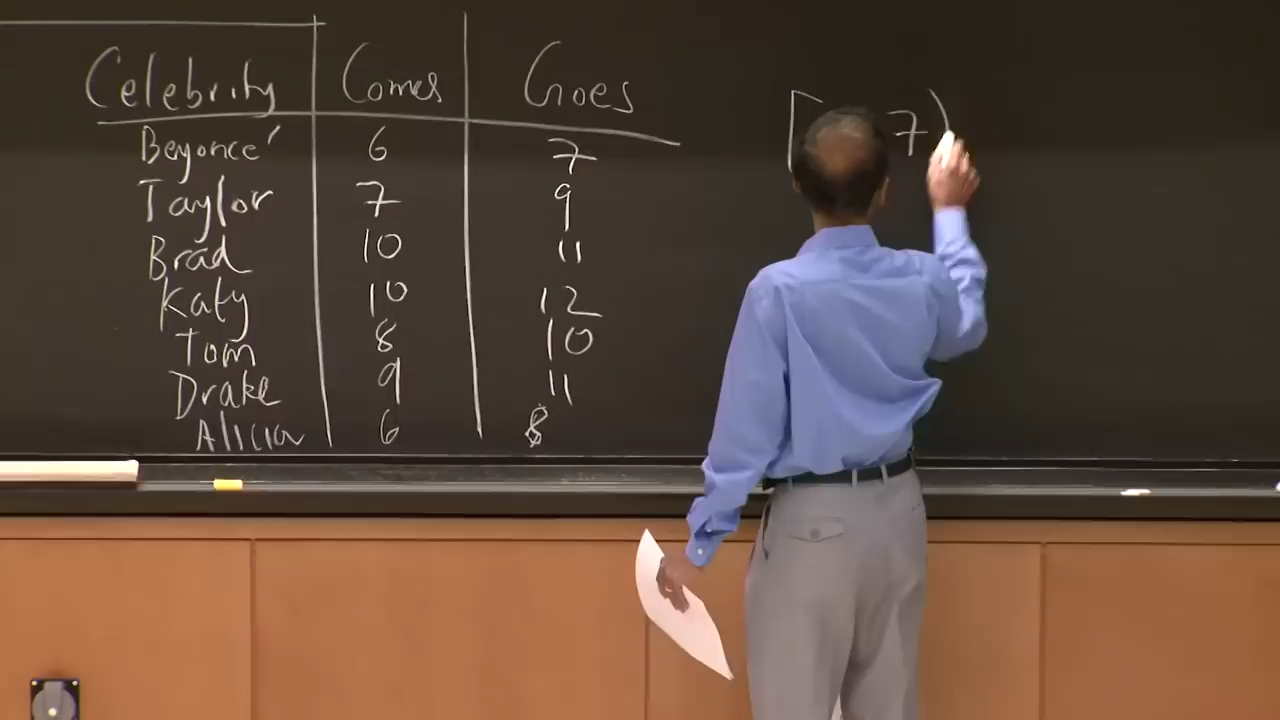 Celebrity Comes Goes
Beyonce' 6 7
Taylor 7 9
Brad 10 11
Katy 10 12
Tom 8 10
Drake 9 11
Alicia 6 8
[ 7)